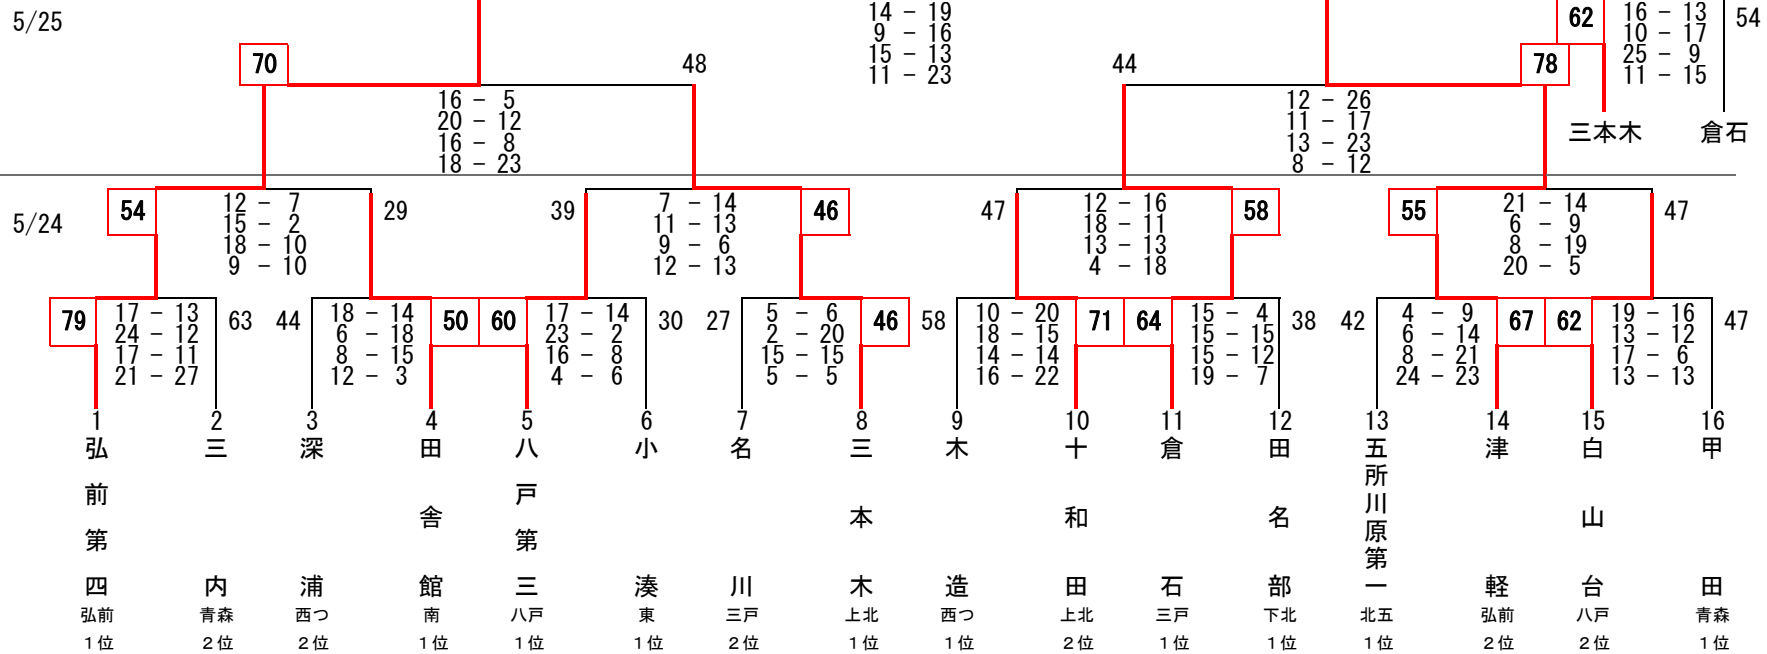 5/25
14 - 19
9 - 16
15 - 13
11 - 23
62
16 - 13
10 - 17
25 - 9
11 - 15
54
70
48
44
78
16 - 5
20 - 12
16 - 8
18 - 23
12 - 26
11 - 17
13 - 23
8 - 12
三本木
倉石
5/24
54
12 - 7
15 - 2
18 - 10
9 - 10
29
39
7 - 14
11 - 13
9 - 6
12 - 13
46
47
12 - 16
18 - 11
13 - 13
4 - 18
58
55
21 - 14
6 - 9
8 - 19
20 - 5
47
79
17 - 13
24 - 12
17 - 11
21 - 27
63
44
18 - 14
6 - 18
8 - 15
12 - 3
50
60
17 - 14
23 - 2
16 - 8
4 - 6
30
27
5 - 6
2 - 20
15 - 15
5 - 5
46
58
10 - 20
18 - 15
14 - 14
16 - 22
71
64
15 - 4
15 - 15
15 - 12
19 - 7
38
42
4 - 9
6 - 14
8 - 21
24 - 23
67
62
19 - 16
13 - 12
17 - 6
13 - 13
47
1
弘前第四
弘前
1位
2
三内
青森
2位
3
深浦
西つ
2位
4
田舎館
南
1位
5
八戸第三
八戸
1位
6
小湊
東
1位
7
名川
三戸
2位
8
三本木
上北
1位
9
木造
西つ
1位
10
十和田
上北
2位
11
倉石
三戸
1位
12
田名部
下北
1位
13
五所川原第一
北五
1位
14
津軽
弘前
2位
15
白山台
八戸
2位
16
甲田
青森
1位